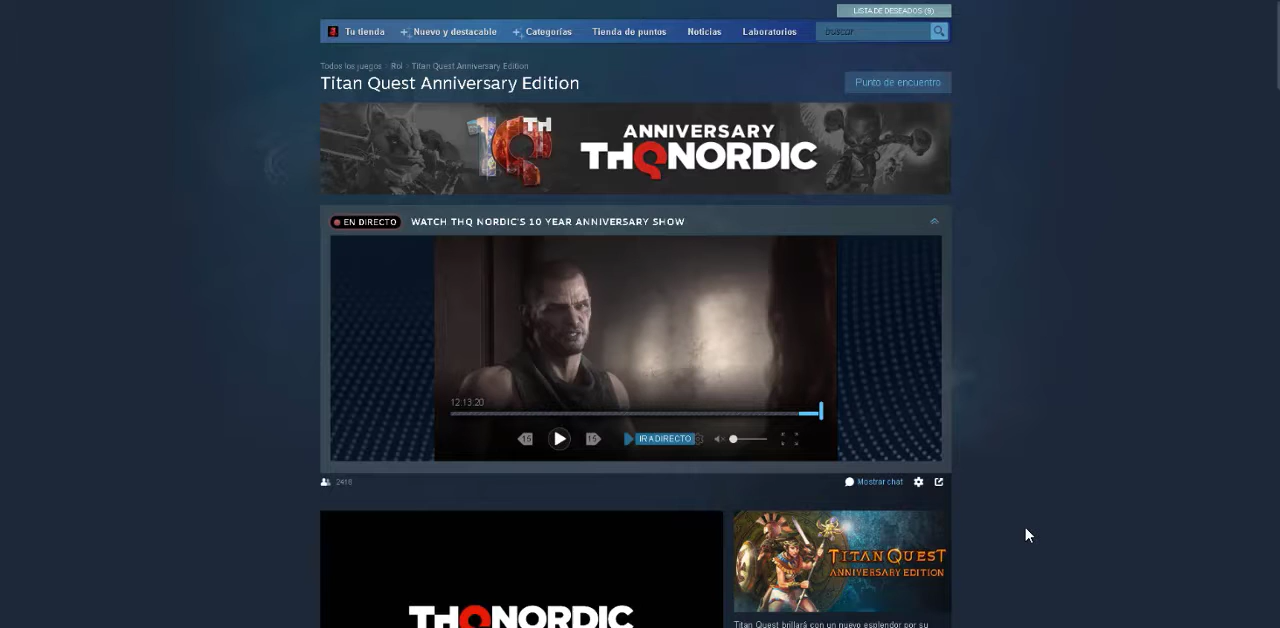 LISTA DE DESEADOS (9)
Tu tienda Nuevo y destacable Categorías Tienda de puntos Noticias Laboratorios buscar
Todos los juegos > Rol > Titan Quest Anniversary Edition
Titan Quest Anniversary Edition
Punto de encuentro
10TH ANNIVERSARY
THQ NORDIC
EN DIRECTO WATCH THQ NORDIC'S 10 YEAR ANNIVERSARY SHOW
12:13:20
15 15 IR A DIRECTO
2418 Mostrar chat
TITAN QUEST
ANNIVERSARY EDITION
THQ NORDIC
Titan Quest brillará con un nuevo esplendor por su